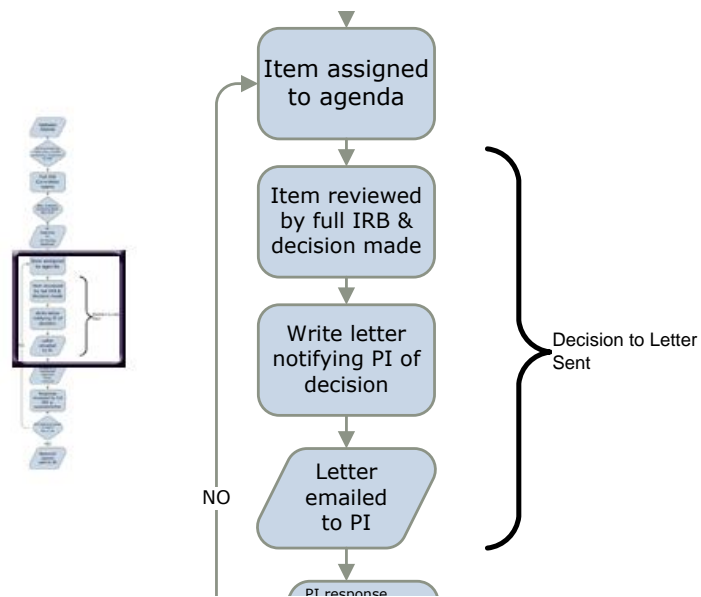 Item assigned
to agenda
Item reviewed
by full IRB &
decision made
Write letter
notifying PI of
decision
Decision to Letter
Sent
Letter
emailed
to PI
NO
PI response